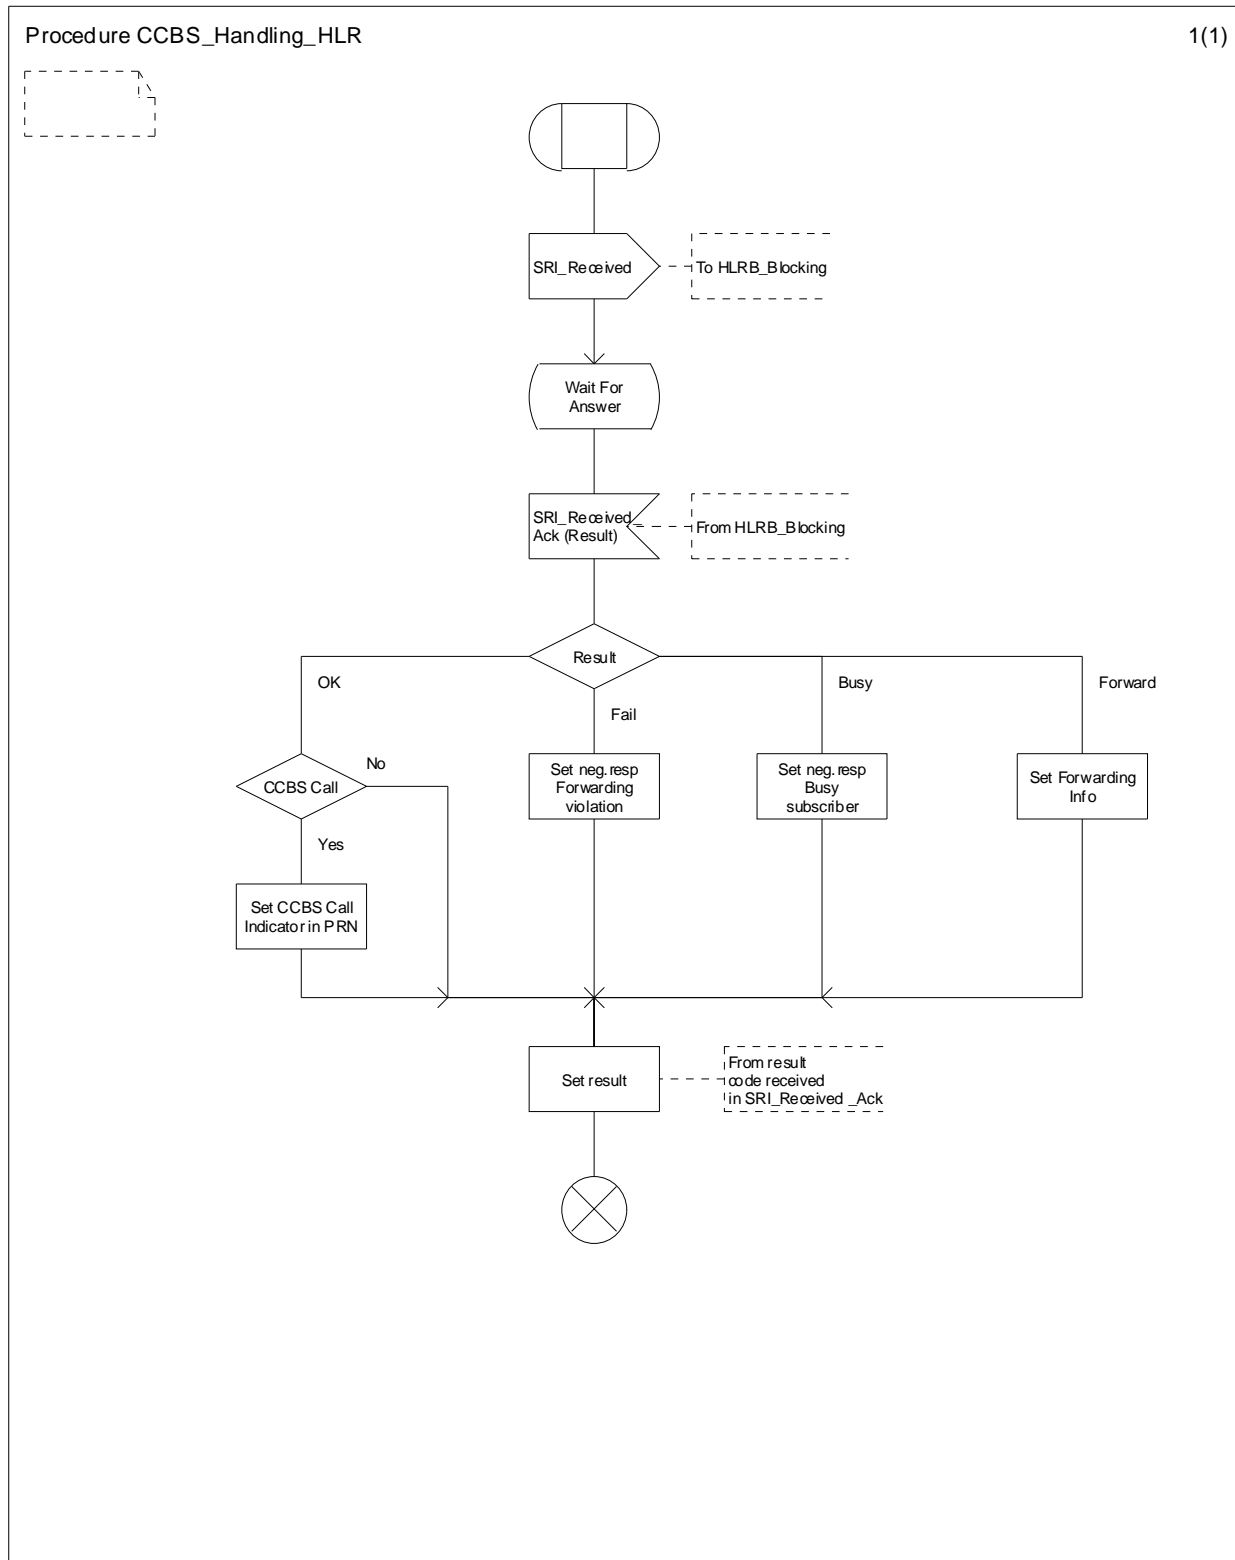 Procedure CCBS_Handling_HLR
1(1)
SRI_Received
To HLRB_Blocking
Wait For
Answer
SRI_Received_
Ack (Result)
From HLRB_Blocking
Result
OK
Fail
Busy
Forward
CCBS Call
No
Yes
Set neg.resp
Forwarding
violation
Set neg.resp
Busy
subscriber
Set Forwarding
Info
Set CCBS Call
Indicator in PRN
Set result
From result
code received
in SRI_Received _Ack